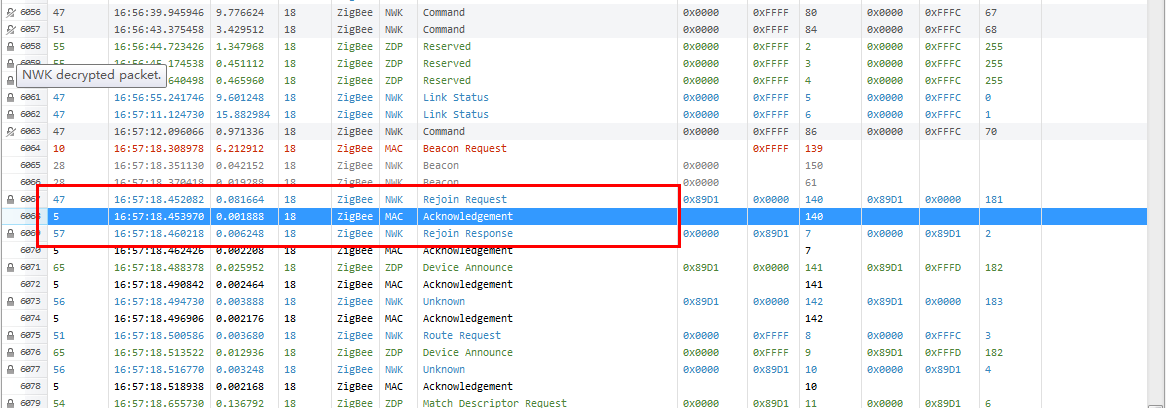 6056 47 16:56:39.945946 9.776624 18 ZigBee NWK Command 0x0000 0xFFFF 80 0x0000 0xFFFC 67
6057 51 16:56:43.375458 3.429512 18 ZigBee NWK Command 0x0000 0xFFFF 84 0x0000 0xFFFC 68
6058 55 16:56:44.723426 1.347968 18 ZigBee ZDP Reserved 0x0000 0xFFFF 2 0x0000 0xFFFC 255
16:56:45.174538 0.451112 18 ZigBee ZDP Reserved 0x0000 0xFFFF 3 0x0000 0xFFFC 255
NWK decrypted packet.
640498 0.465960 18 ZigBee ZDP Reserved 0x0000 0xFFFF 4 0x0000 0xFFFC 255
6061 47 16:56:55.241746 9.601248 18 ZigBee NWK Link Status 0x0000 0xFFFF 5 0x0000 0xFFFC 0
6062 47 16:57:11.124730 15.882984 18 ZigBee NWK Link Status 0x0000 0xFFFF 6 0x0000 0xFFFC 1
6063 47 16:57:12.096066 0.971336 18 ZigBee NWK Command 0x0000 0xFFFF 86 0x0000 0xFFFC 70
6064 10 16:57:18.308978 6.212912 18 ZigBee MAC Beacon Request 0xFFFF 139
6065 28 16:57:18.351130 0.042152 18 ZigBee NWK Beacon 0x0000 150
6066 28 16:57:18.370418 0.019288 18 ZigBee NWK Beacon 0x0000 61
6067 47 16:57:18.452082 0.081664 18 ZigBee NWK Rejoin Request 0x89D1 0x0000 140 0x89D1 0x0000 181
6068 5 16:57:18.453970 0.001888 18 ZigBee MAC Acknowledgement 140
6069 57 16:57:18.460218 0.006248 18 ZigBee NWK Rejoin Response 0x0000 0x89D1 7 0x0000 0x89D1 2
6070 5 16:57:18.462426 0.002208 18 ZigBee MAC Acknowledgement 7
6071 65 16:57:18.488378 0.025952 18 ZigBee ZDP Device Announce 0x89D1 0x0000 141 0x89D1 0xFFFD 182
6072 5 16:57:18.490842 0.002464 18 ZigBee MAC Acknowledgement 141
6073 56 16:57:18.494730 0.003888 18 ZigBee NWK Unknown 0x89D1 0x0000 142 0x89D1 0x0000 183
6074 5 16:57:18.496906 0.002176 18 ZigBee MAC Acknowledgement 142
6075 51 16:57:18.500586 0.003680 18 ZigBee NWK Route Request 0x0000 0xFFFF 8 0x0000 0xFFFC 3
6076 65 16:57:18.513522 0.012936 18 ZigBee ZDP Device Announce 0x0000 0xFFFF 9 0x89D1 0xFFFD 182
6077 56 16:57:18.516770 0.003248 18 ZigBee NWK Unknown 0x0000 0x89D1 10 0x0000 0x89D1 4
6078 5 16:57:18.518938 0.002168 18 ZigBee MAC Acknowledgement 10
6079 54 16:57:18.655730 0.136792 18 ZigBee ZDP Match Descriptor Request 0x0000 0x89D1 11 0x0000 0x89D1 6